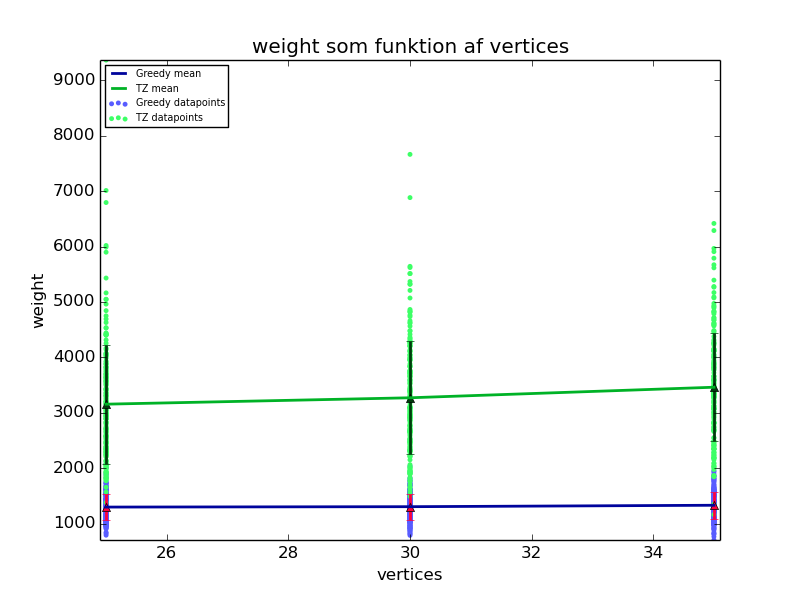 weight som funktion af vertices
Greedy mean
TZ mean
Greedy datapoints
TZ datapoints
9000
8000
7000
6000
5000
4000
3000
2000
1000
weight
26 28 30 32 34
vertices